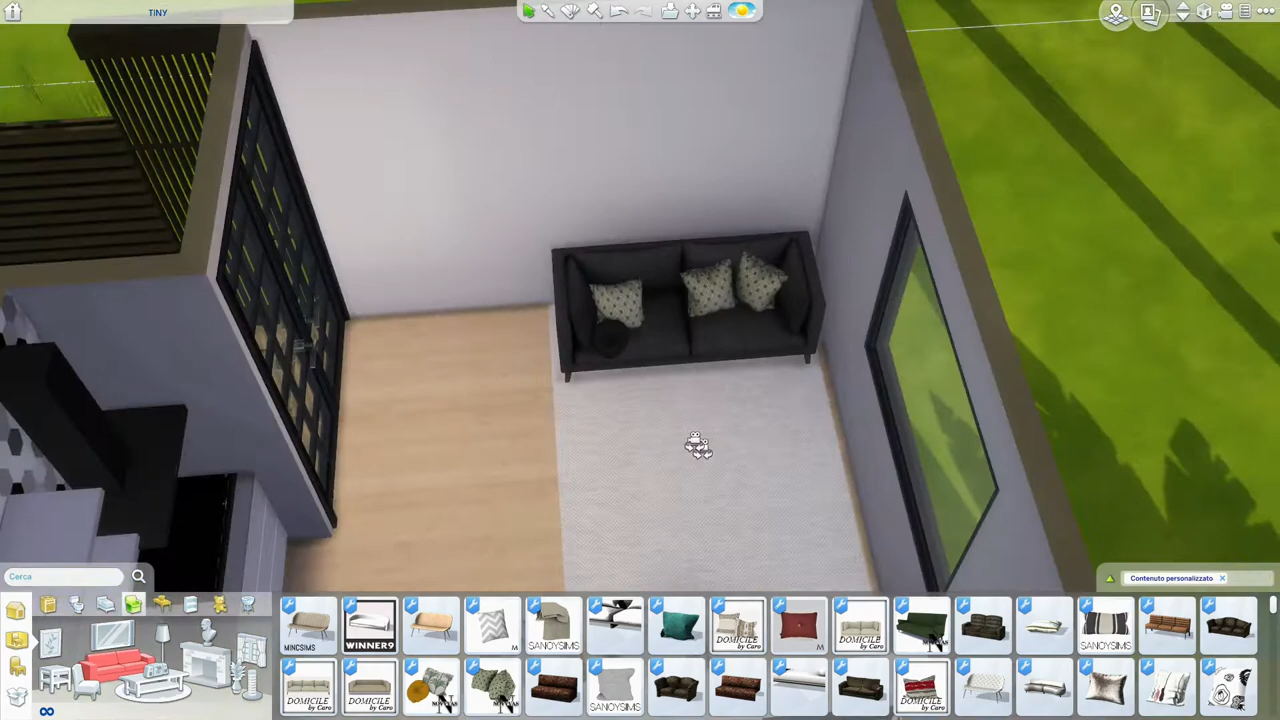 TINY
Cerca
Contenuto personalizzato
MINCSIMS
WINNER9
M
SANOYSIMS
DOMICILE
by Caro
M
DOMICILE
by Caro
SANOYSIMS
DOMICILE
by Caro
DOMICILE
by Caro
SANOYSIMS
DOMICILE
by Caro